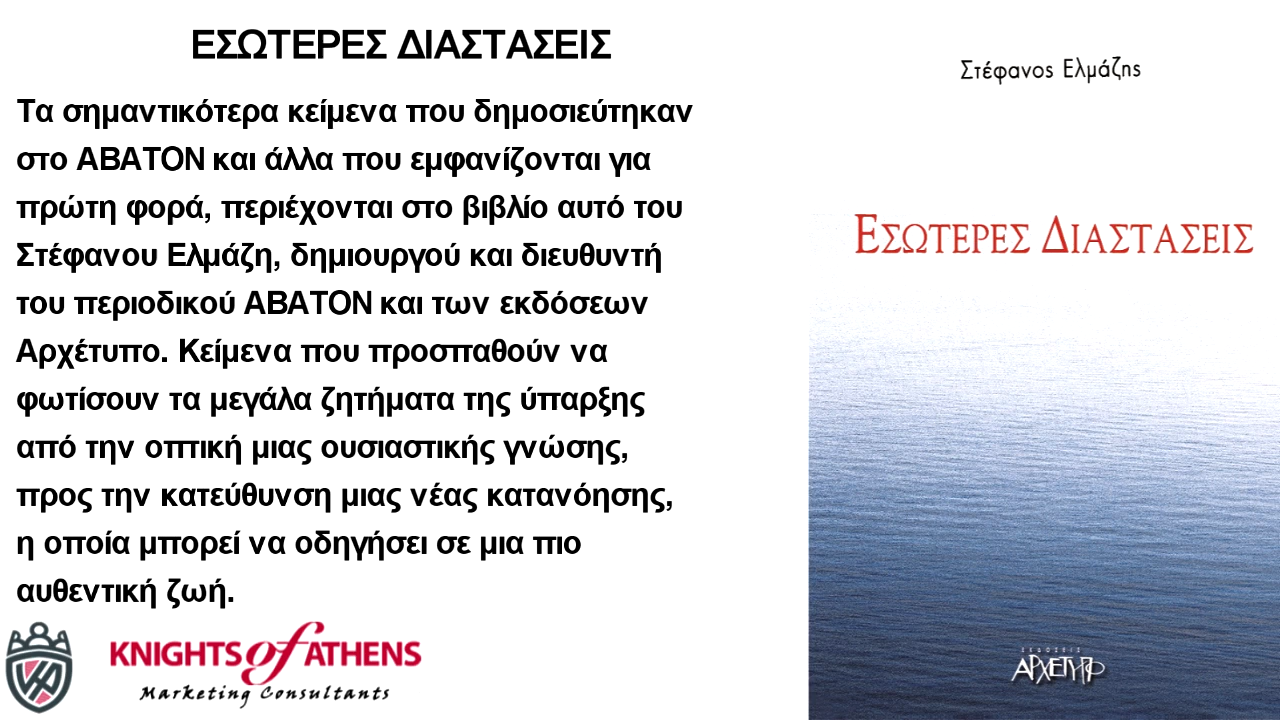 ΕΣΩΤΕΡΕΣ ΔΙΑΣΤΑΣΕΙΣ
Τα σημαντικότερα κείμενα που δημοσιεύτηκαν
στο ΑΒΑΤΟΝ και άλλα που εμφανίζονται για
πρώτη φορά, περιέχονται στο βιβλίο αυτό του
Στέφανου Ελμάζη, δημιουργού και διευθυντή
του περιοδικού ΑΒΑΤΟΝ και των εκδόσεων
Αρχέτυπο. Κείμενα που προσπαθούν να
φωτίσουν τα μεγάλα ζητήματα της ύπαρξης
από την οπτική μιας ουσιαστικής γνώσης,
προς την κατεύθυνση μιας νέας κατανόησης,
η οποία μπορεί να οδηγήσει σε μια πιο
αυθεντική ζωή.
KNIGHTS of ATHENS
Marketing Consultants
Στέφανος Ελμάζης
ΕΣΩΤΕΡΕΣ ΔΙΑΣΤΑΣΕΙΣ
ΕΚΔΟΣΕΙΣ
ΑΡΧΕΤΥΠΟ